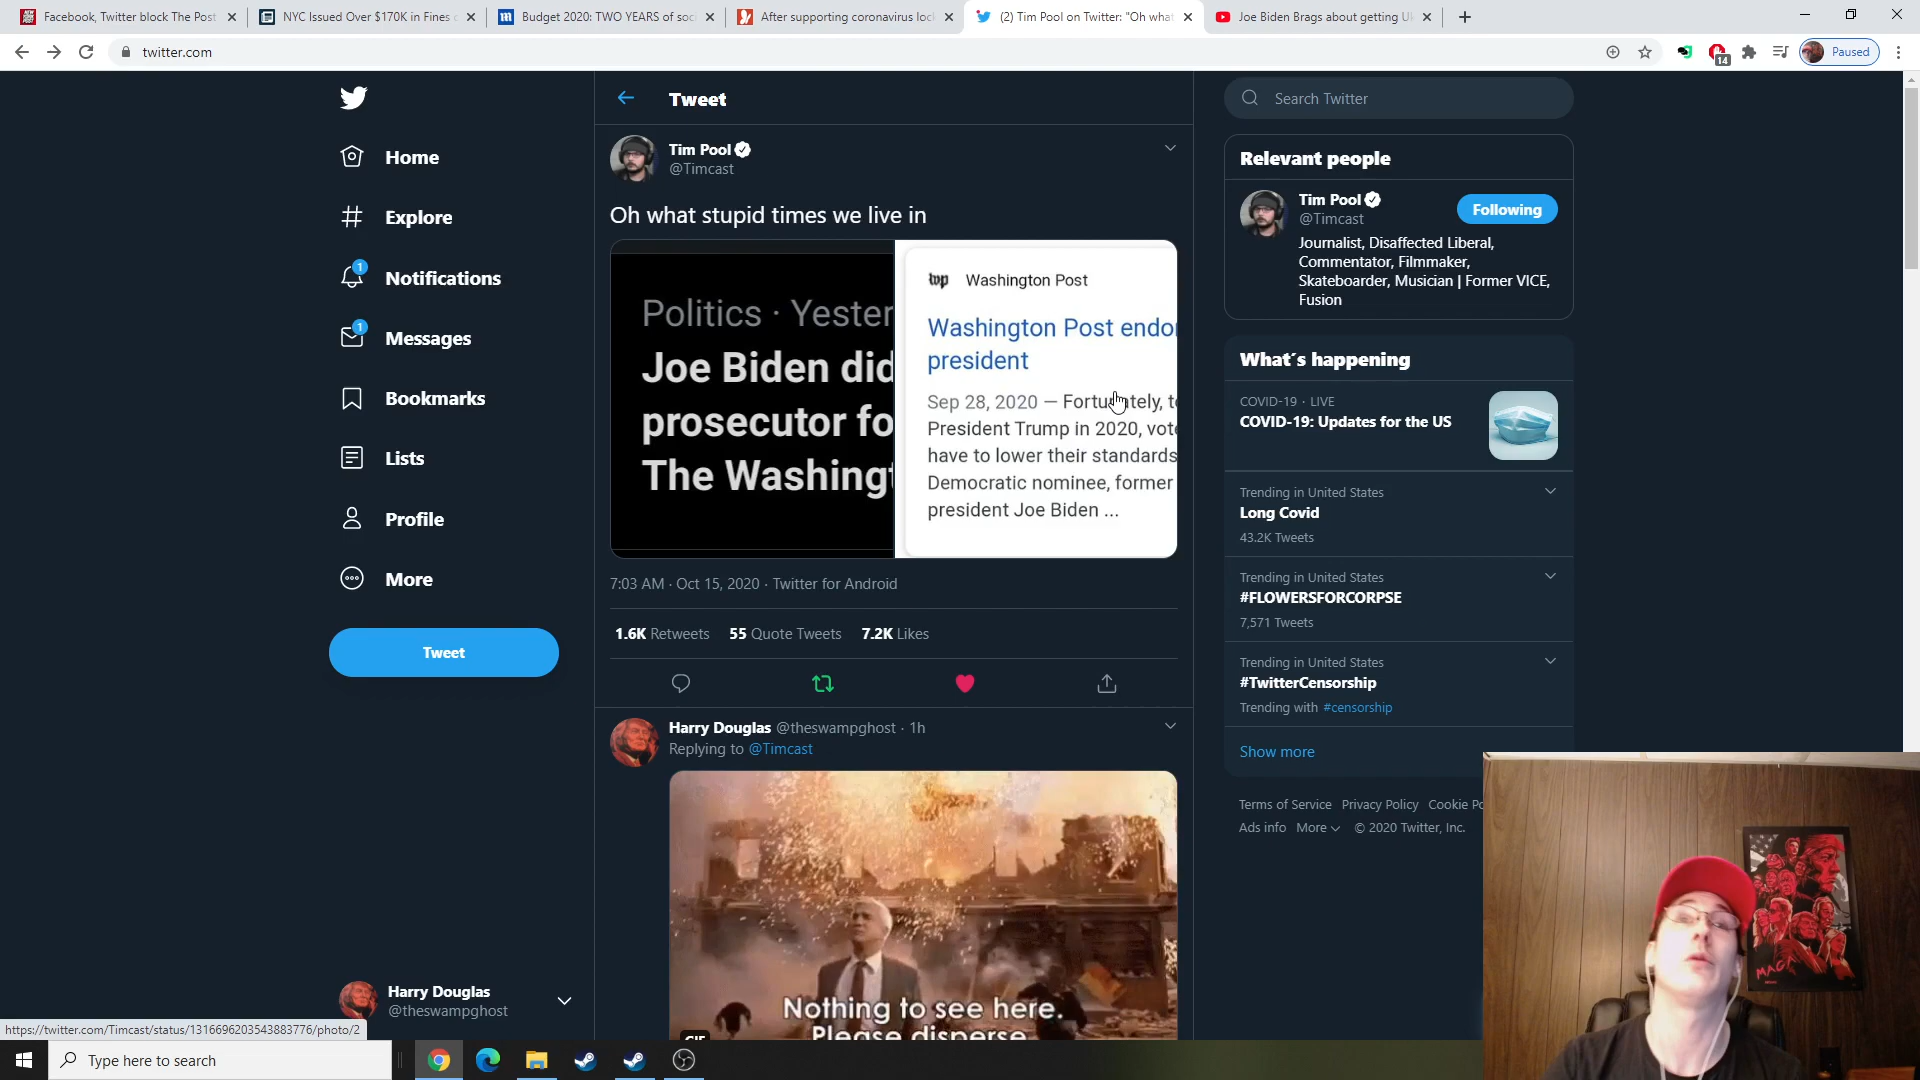 Facebook, Twitter block The Post
NYC Issued Over $170K in Fines
Budget 2020: TWO YEARS of so
After supporting coronavirus loc
(2) Tim Pool on Twitter: "Oh wha
Joe Biden Brags about getting U
twitter.com
14
Paused
Home
Explore
1
Notifications
1
Messages
Bookmarks
Lists
Profile
More
Tweet
Harry Douglas
@theswampghost
Tweet
Tim Pool
@Timcast
Oh what stupid times we live in
Politics · Yester
Joe Biden did
prosecutor fo
The Washingt
wp Washington Post
Washington Post endo
president
Sep 28, 2020 — Fortunately, t
President Trump in 2020, vote
have to lower their standards
Democratic nominee, former
president Joe Biden ...
7:03 AM · Oct 15, 2020 · Twitter for Android
1.6K Retweets 55 Quote Tweets 7.2K Likes
Harry Douglas @theswampghost · 1h
Replying to @Timcast
Nothing to see here.
Please disperse
GIF
Search Twitter
Relevant people
Tim Pool
@Timcast
Following
Journalist, Disaffected Liberal,
Commentator, Filmmaker,
Skateboarder, Musician | Former VICE,
Fusion
What's happening
COVID-19 · LIVE
COVID-19: Updates for the US
Trending in United States
Long Covid
43.2K Tweets
Trending in United States
#FLOWERSFORCORPSE
7,571 Tweets
Trending in United States
#TwitterCensorship
Trending with #censorship
Show more
Terms of Service Privacy Policy Cookie Po
Ads info More © 2020 Twitter, Inc.
MAGA
https://twitter.com/Timcast/status/1316696203543883776/photo/2
Type here to search